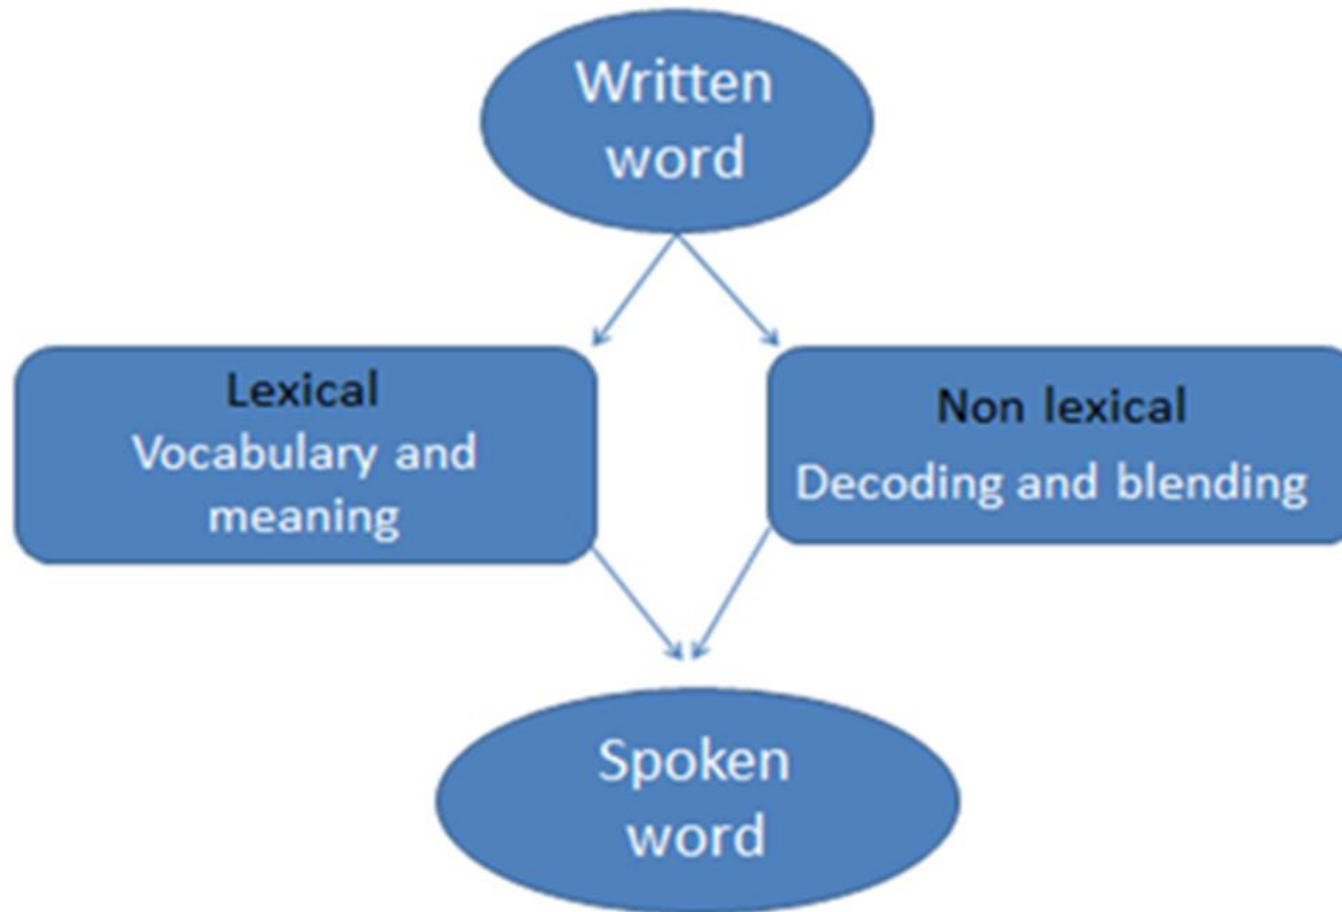 Written
word
Lexical
Vocabulary and
meaning
Non lexical
Decoding and blending
Spoken
word